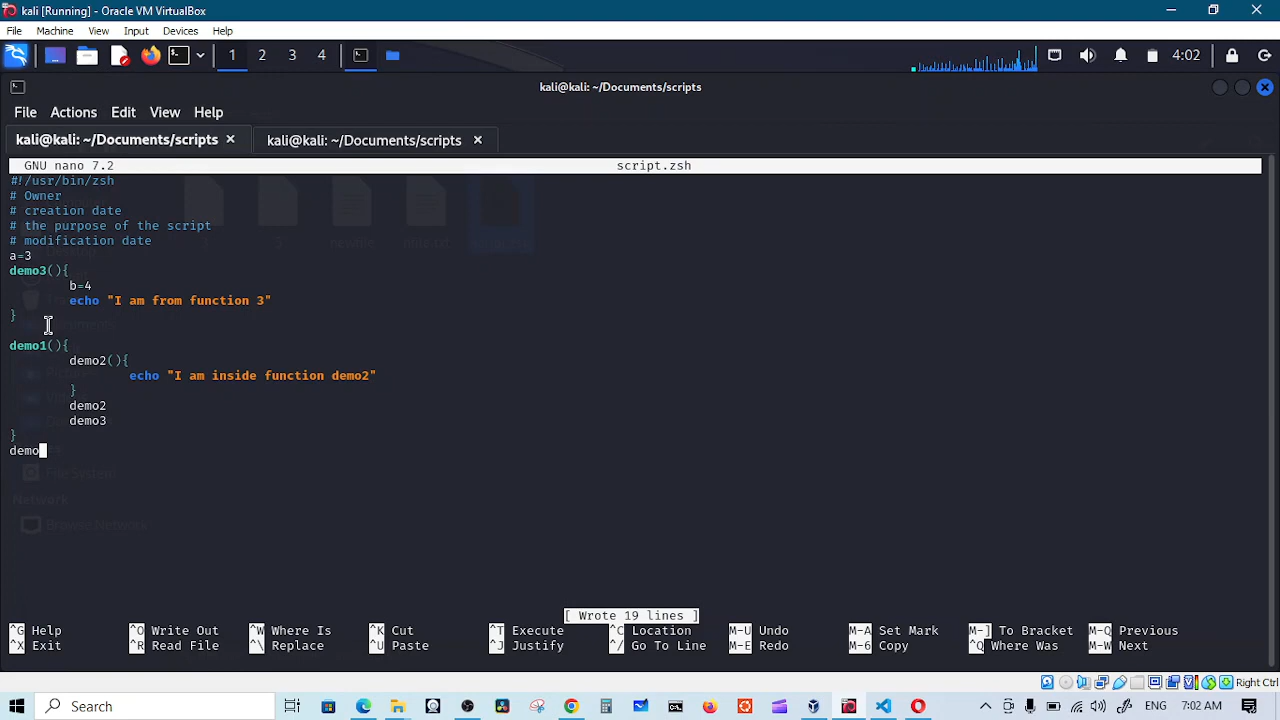 kali [Running] - Oracle VM VirtualBox
File Machine View Input Devices Help
1 2 3 4 4:02
kali@kali: ~/Documents/scripts
File Actions Edit View Help
kali@kali: ~/Documents/scripts kali@kali: ~/Documents/scripts
GNU nano 7.2 script.zsh
#!/usr/bin/zsh
# Owner
# creation date
# the purpose of the script
# modification date
a=3
demo3(){
b=4
echo "I am from function 3"
}
demo1(){
demo2(){
echo "I am inside function demo2"
}
demo2
demo3
}
demo
File System
Network
Browse Network
[ Wrote 19 lines ]
^G Help ^O Write Out ^W Where Is ^K Cut ^T Execute ^C Location M-U Undo M-A Set Mark M-] To Bracket M-Q Previous
^X Exit ^R Read File ^\ Replace ^U Paste ^J Justify ^/ Go To Line M-E Redo M-6 Copy ^Q Where Was M-W Next
Right Ctrl
Search ENG 7:02 AM